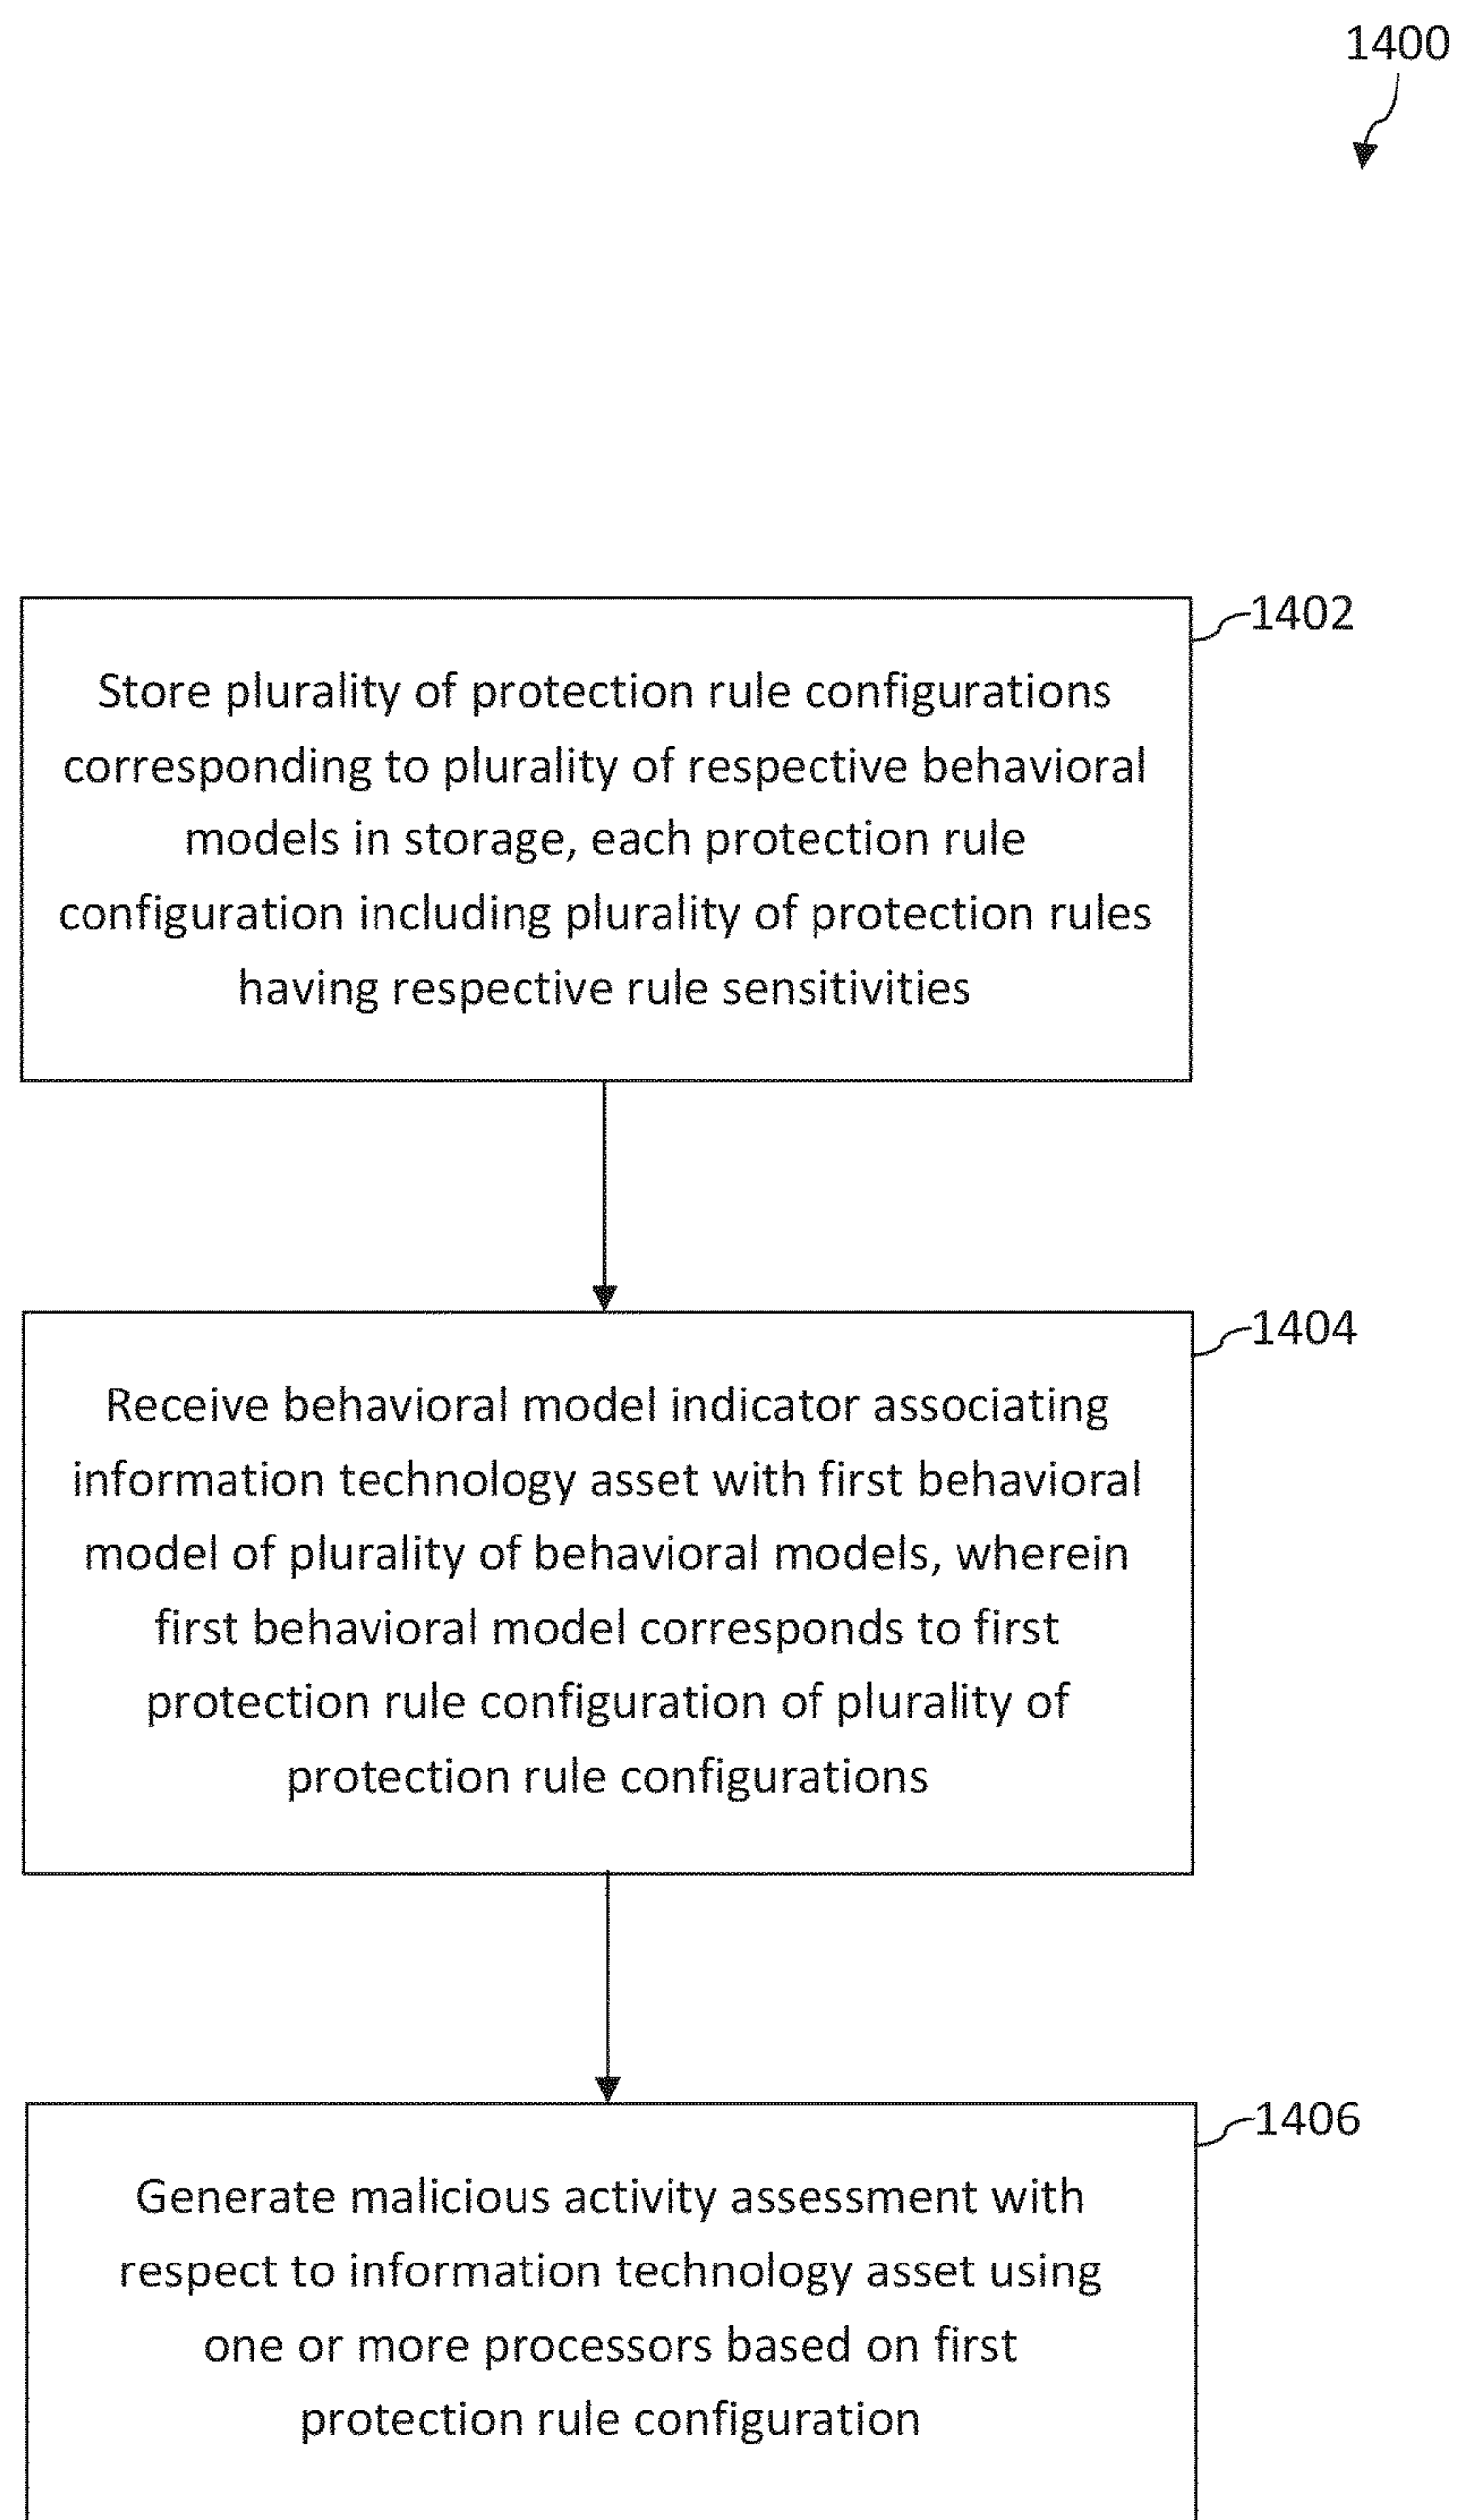 1400
1402
Store plurality of protection rule configurations
corresponding to plurality of respective behavioral
models in storage, each protection rule
configuration including plurality of protection rules
having respective rule sensitivities
1404
Receive behavioral model indicator associating
information technology asset with first behavioral
model of plurality of behavioral models, wherein
first behavioral model corresponds to first
protection rule configuration of plurality of
protection rule configurations
1406
Generate malicious activity assessment with
respect to information technology asset using
one or more processors based on first
protection rule configuration